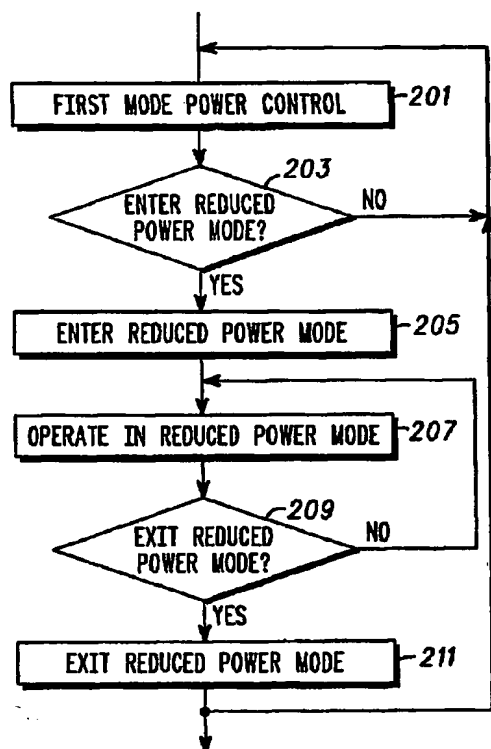 FIRST MODE POWER CONTROL 201
203
ENTER REDUCED
POWER MODE?
NO
YES
ENTER REDUCED POWER MODE 205
OPERATE IN REDUCED POWER MODE 207
209
EXIT REDUCED
POWER MODE?
NO
YES
EXIT REDUCED POWER MODE 211